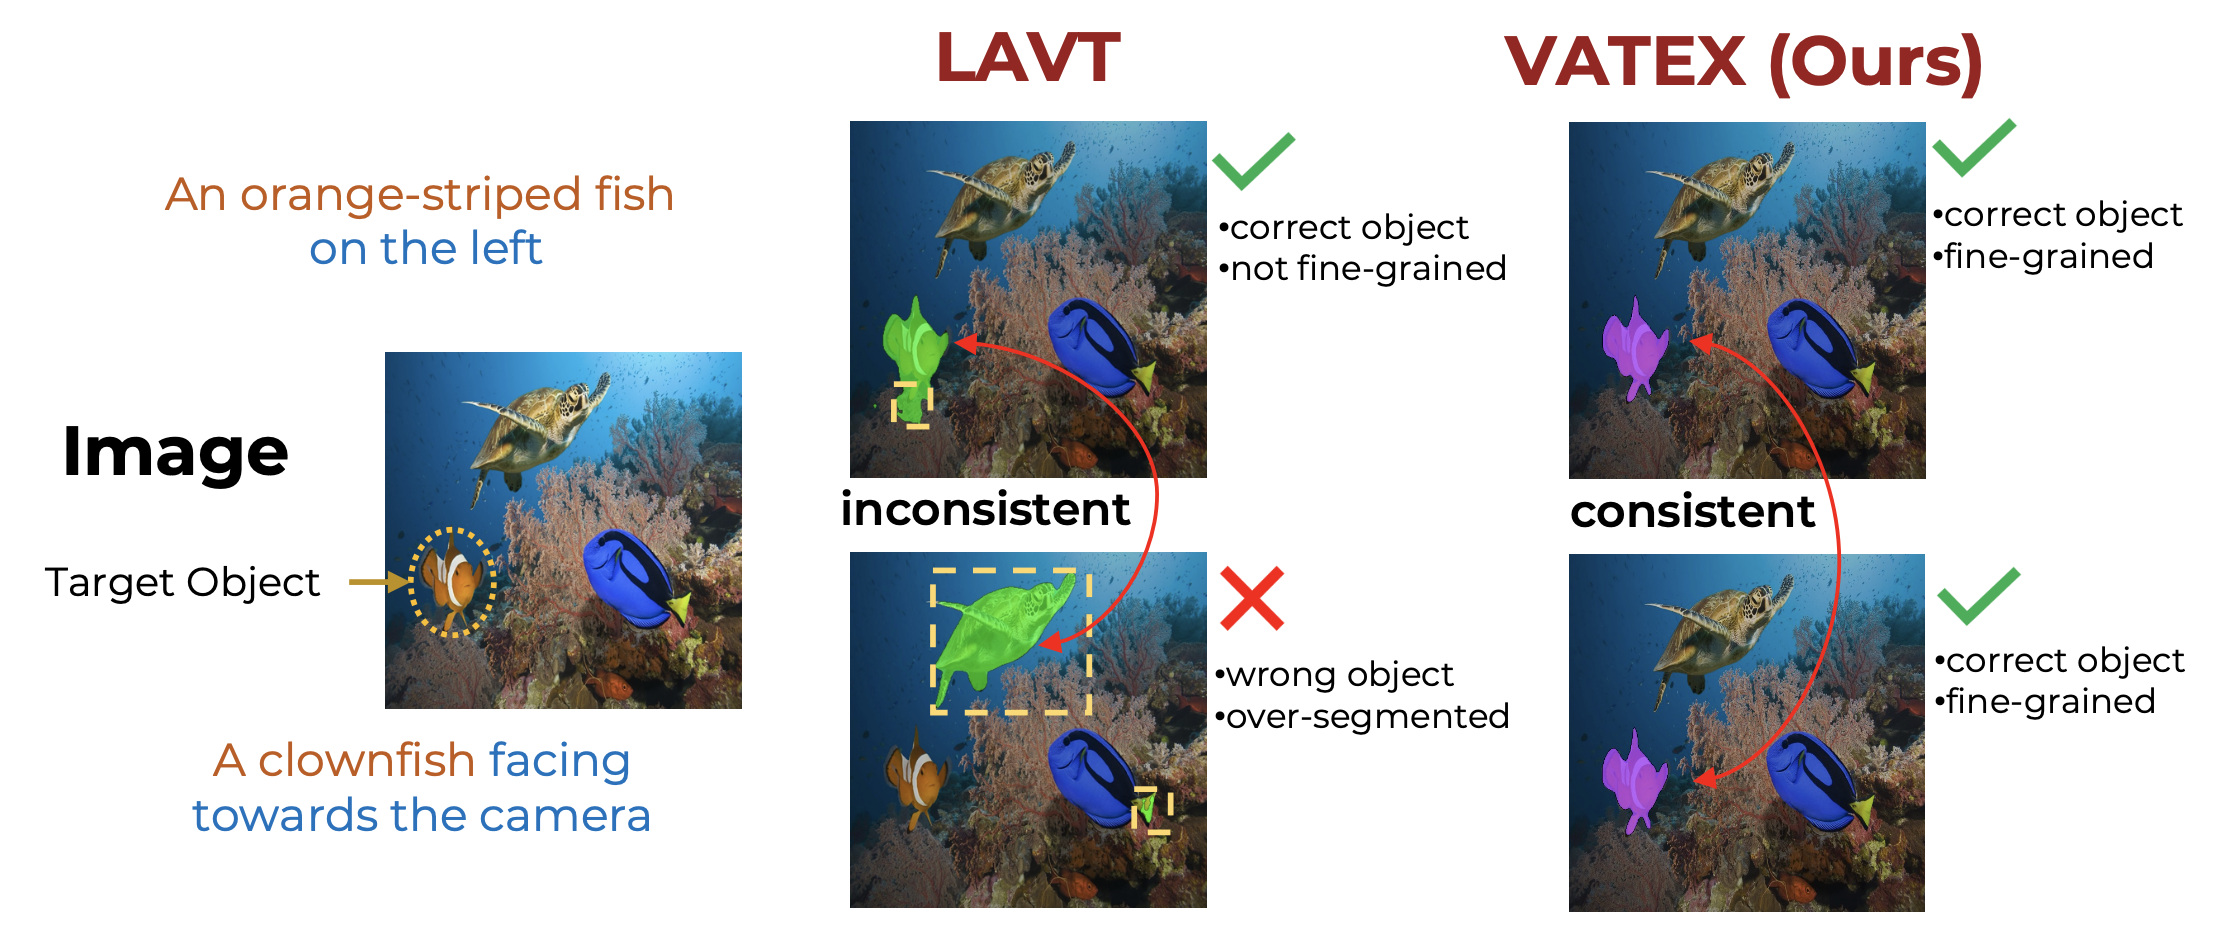 LAVT
VATEX (Ours)
An orange-striped fish
on the left
•correct object
•not fine-grained
•correct object
•fine-grained
Image
Target Object
inconsistent
consistent
A clownfish facing
towards the camera
•wrong object
•over-segmented
•correct object
•fine-grained